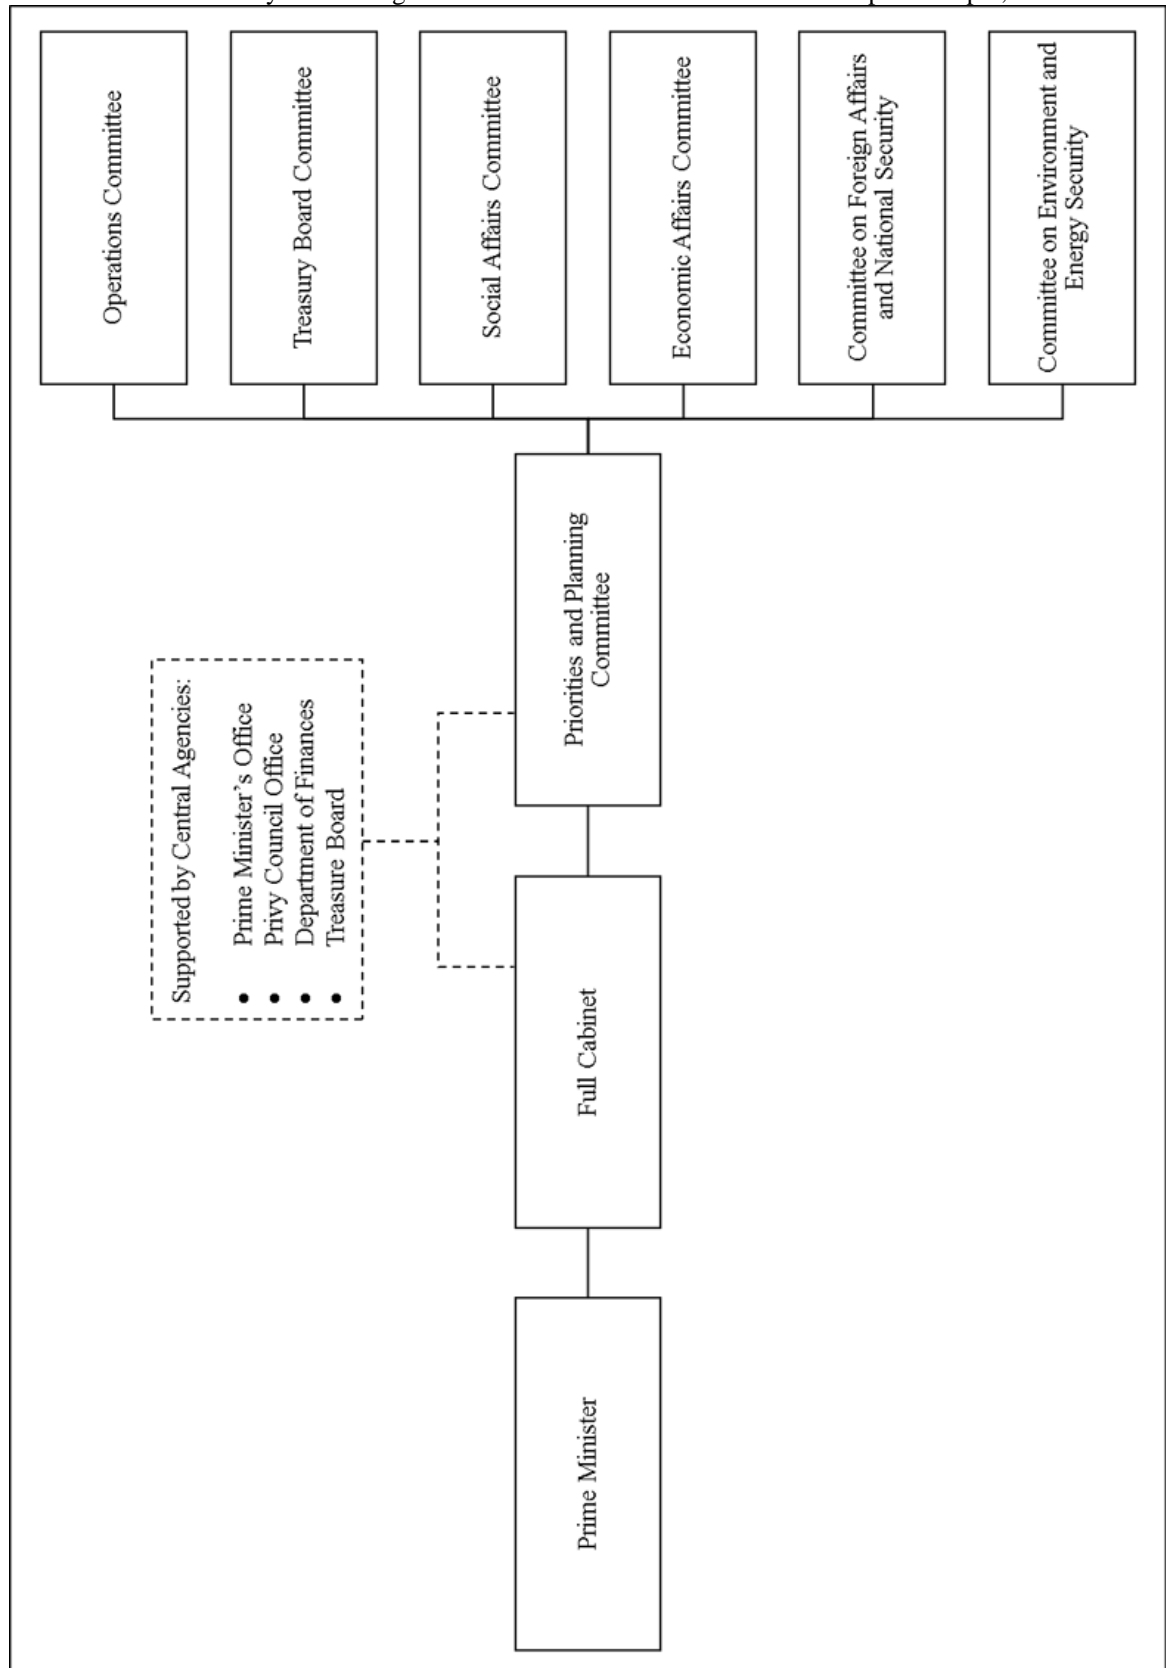 Prime Minister
Full Cabinet
Supported by Central Agencies:
• Prime Minister's Office
• Privy Council Office
• Department of Finances
• Treasure Board
Priorities and Planning
Committee
Operations Committee
Treasury Board Committee
Social Affairs Committee
Economic Affairs Committee
Committee on Foreign Affairs
and National Security
Committee on Environment and
Energy Security